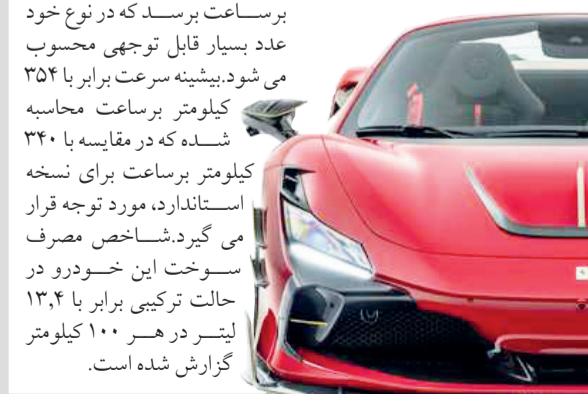 برساعت برسد که در نوع خود
عدد بسیار قابل توجهی محسوب
می شود.بیشینه سرعت برابر با ۳۵۴
کیلومتر برساعت محاسبه
شده که در مقایسه با ۳۴۰
کیلومتر برساعت برای نسخه
استاندارد، مورد توجه قرار
می گیرد.شاخص مصرف
سوخت این خودرو در
حالت ترکیبی برابر با ۱۳,۴
لیتر در هر ۱۰۰ کیلومتر
گزارش شده است.